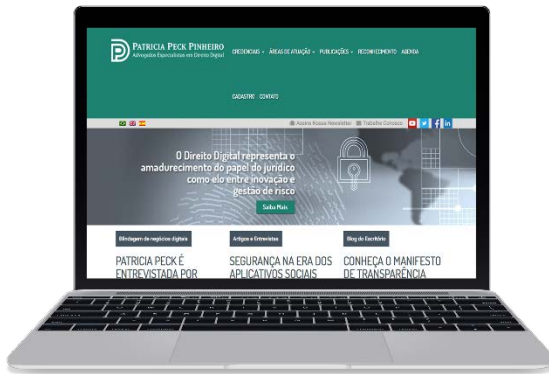 PATRICIA PECK PINHEIRO
Advogados Especialistas em Direito Digital
CREDENCIAIS ÁREAS DE ATUAÇÃO PUBLICAÇÕES RECONHECIMENTO AGENDA
CADASTRO CONTATO
Assine Nossa Newsletter Trabalhe Conosco
O Direito Digital representa o
amadurecimento do papel do jurídico
como elo entre inovação e
gestão de risco
Saiba Mais
Blindagem de negócios digitais
PATRICIA PECK É
ENTREVISTADA POR
Artigos e Entrevistas
SEGURANÇA NA ERA DOS
APLICATIVOS SOCIAIS
Blog do Escritório
CONHEÇA O MANIFESTO
DE TRANSPARÊNCIA